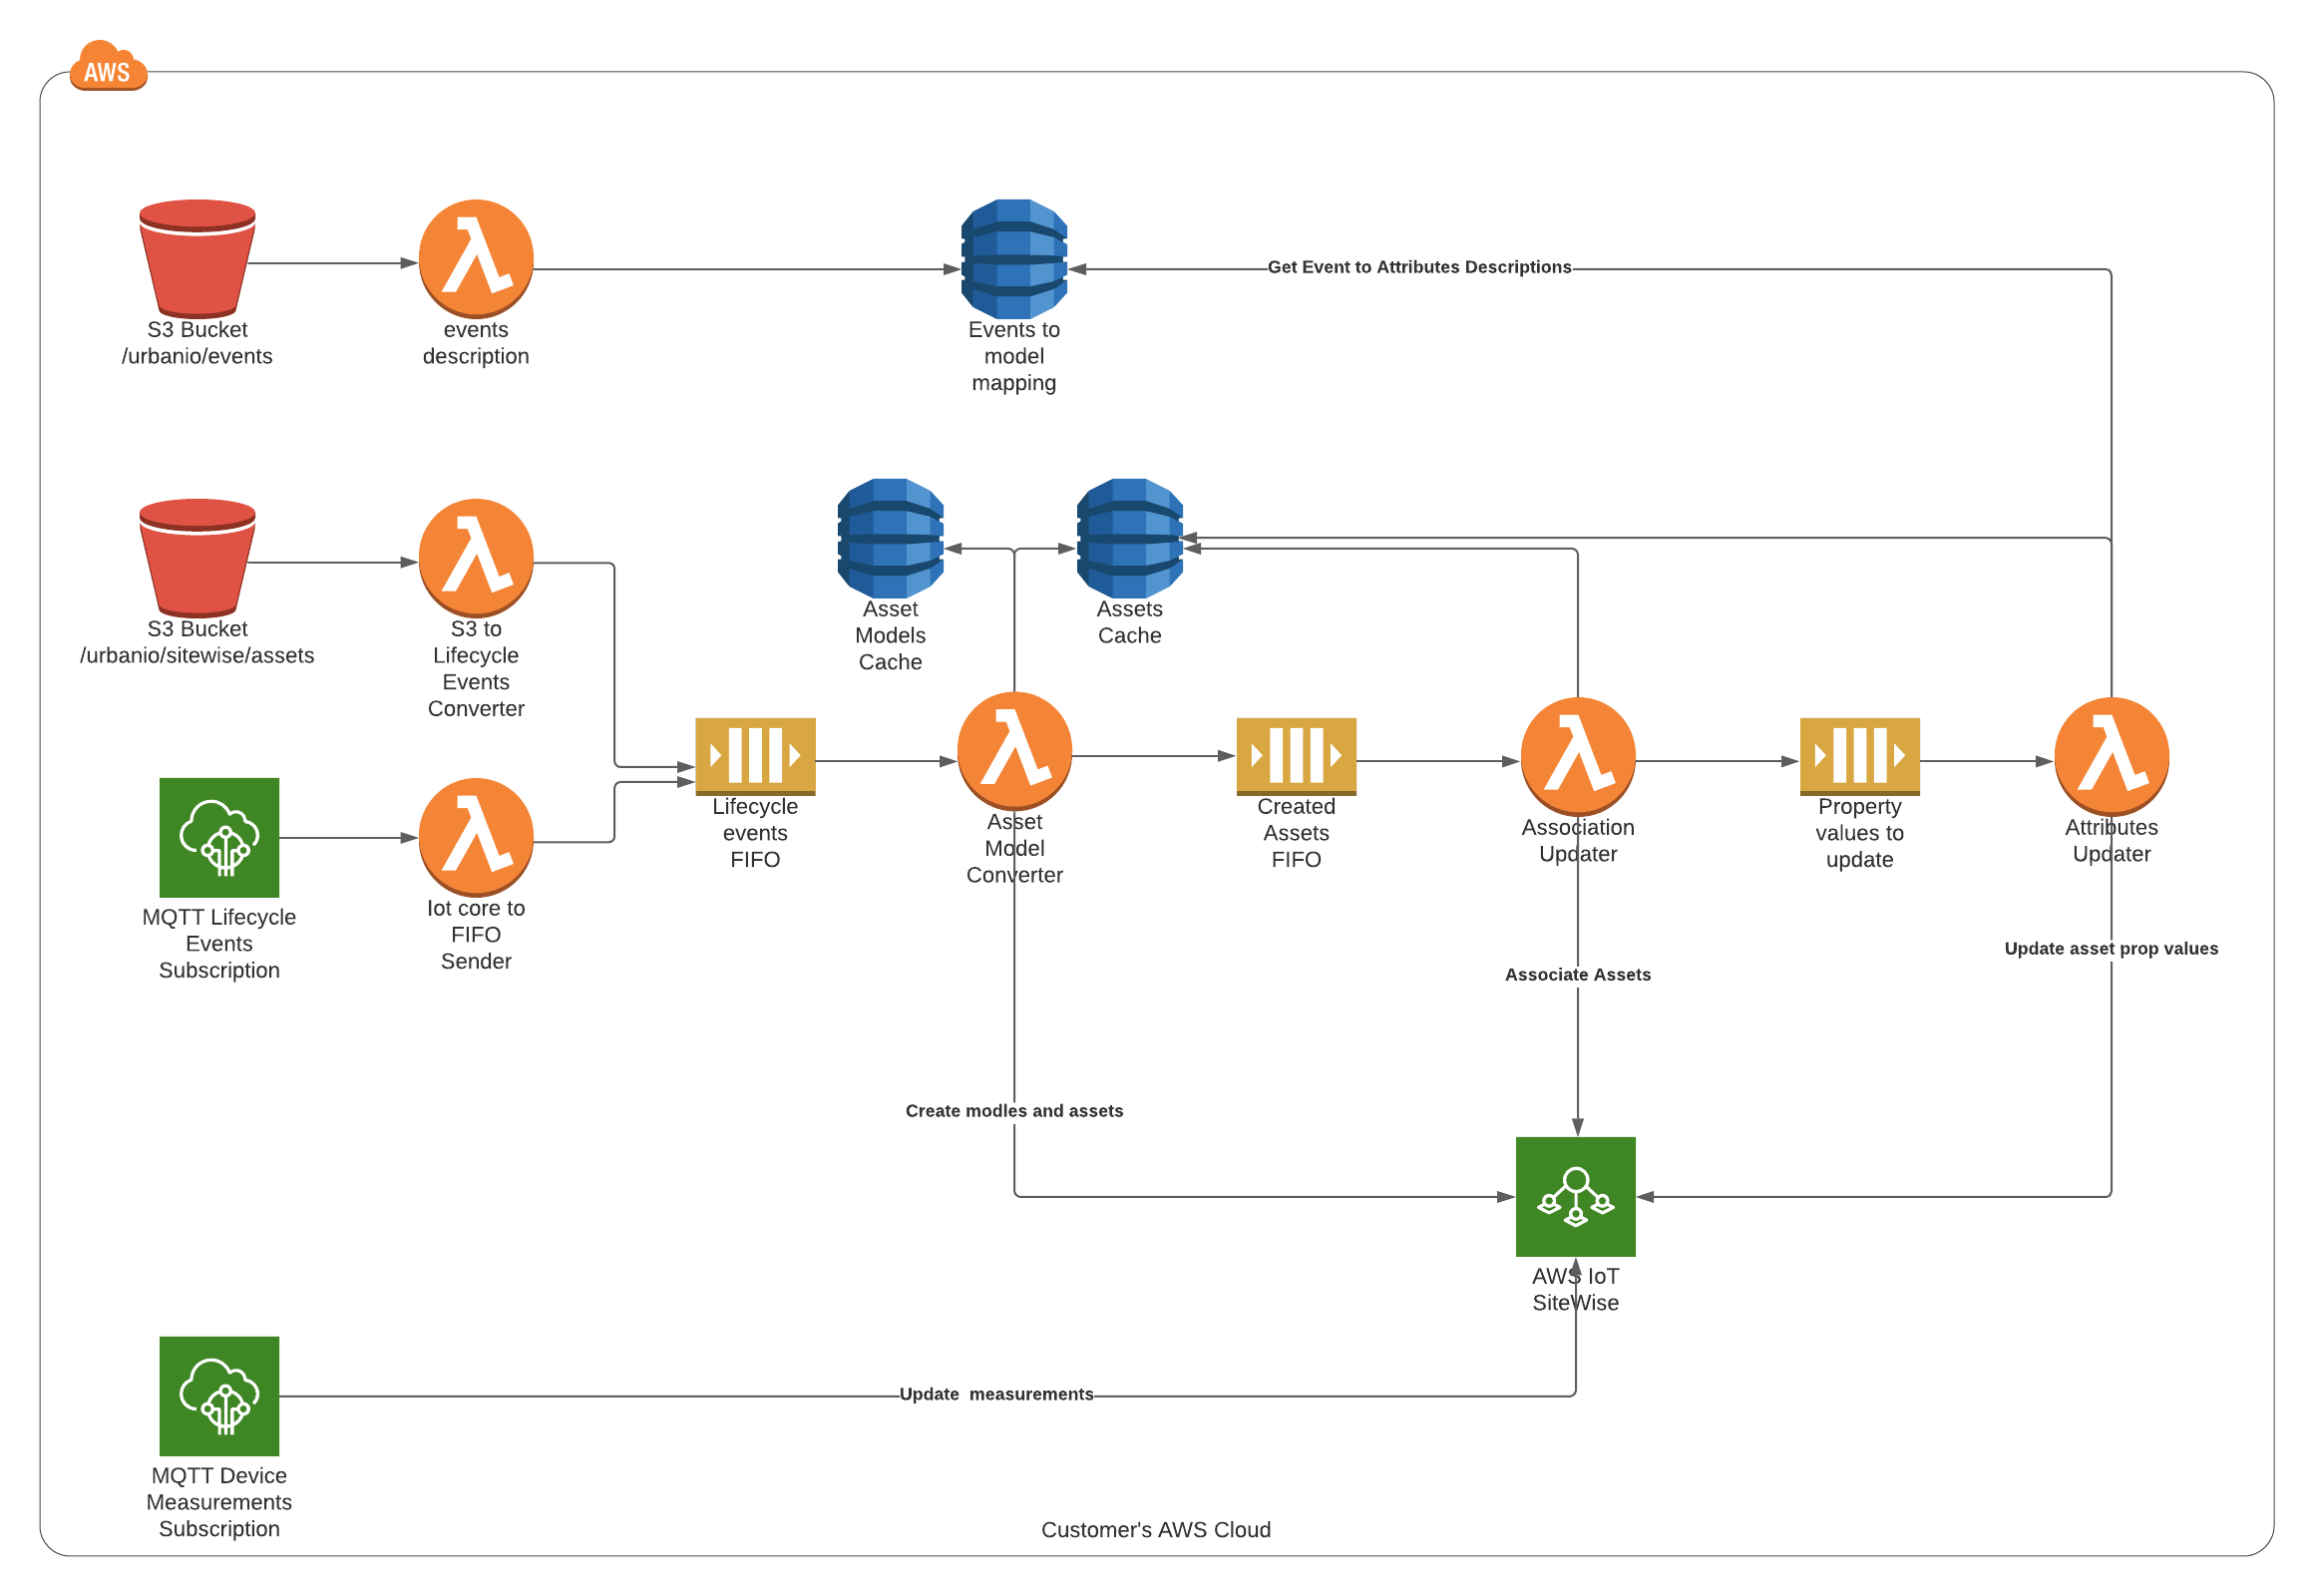 AWS
S3 Bucket
/urbanio/events
events
description
Events to
model
mapping
Get Event to Attributes Descriptions
S3 Bucket
/urbanio/sitewise/assets
S3 to
Lifecycle
Events
Converter
Asset
Models
Cache
Assets
Cache
MQTT Lifecycle
Events
Subscription
Iot core to
FIFO
Sender
Lifecycle
events
FIFO
Asset
Model
Converter
Created
Assets
FIFO
Association
Updater
Property
values to
update
Attributes
Updater
Update asset prop values
Associate Assets
Create modles and assets
AWS IoT
SiteWise
Update  measurements
MQTT Device
Measurements
Subscription
Customer's AWS Cloud